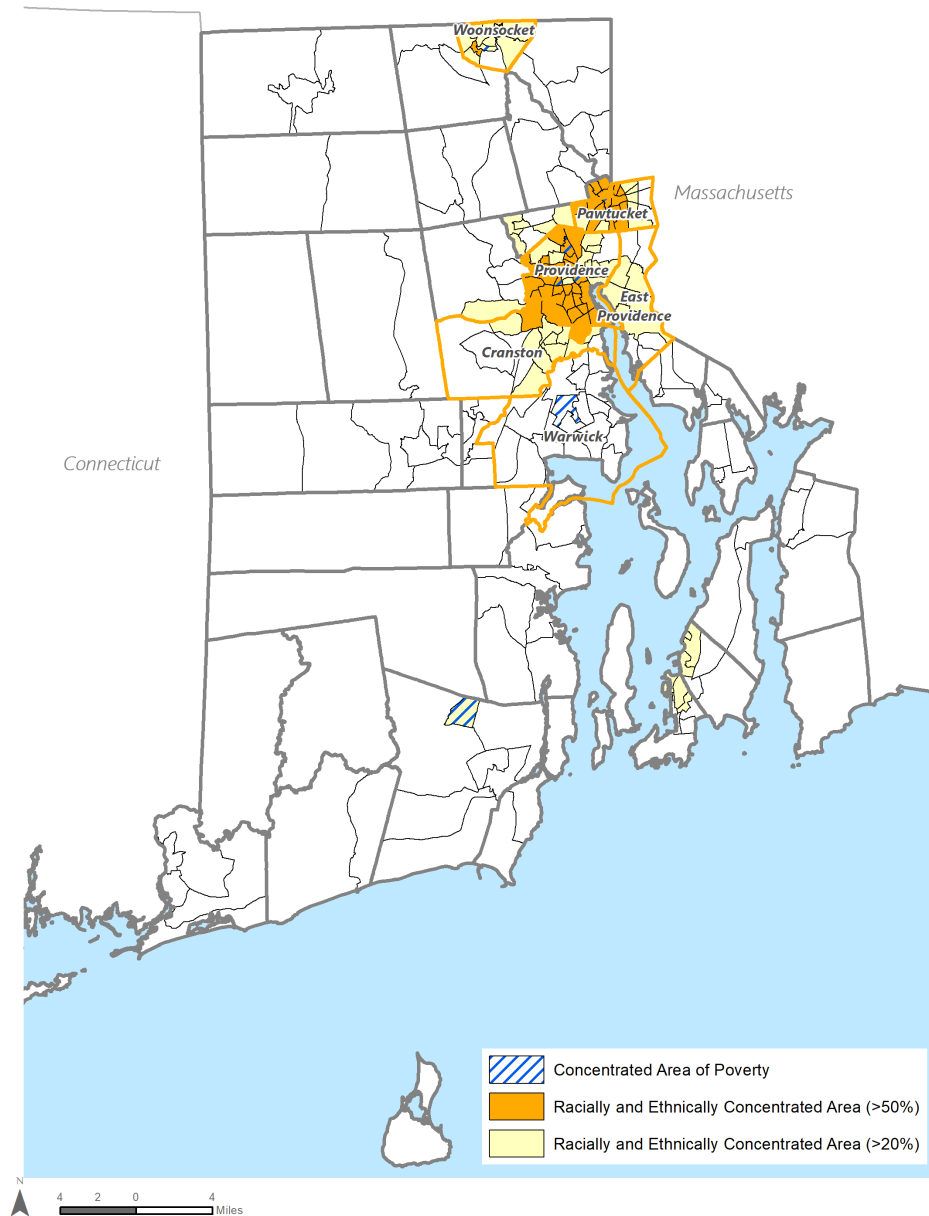 Woonsocket
Massachusetts
Pawtucket
Providence
East
Providence
Cranston
Warwick
Connecticut
Concentrated Area of Poverty
Racially and Ethnically Concentrated Area (>50%)
Racially and Ethnically Concentrated Area (>20%)
N
4 2 0 4
Miles